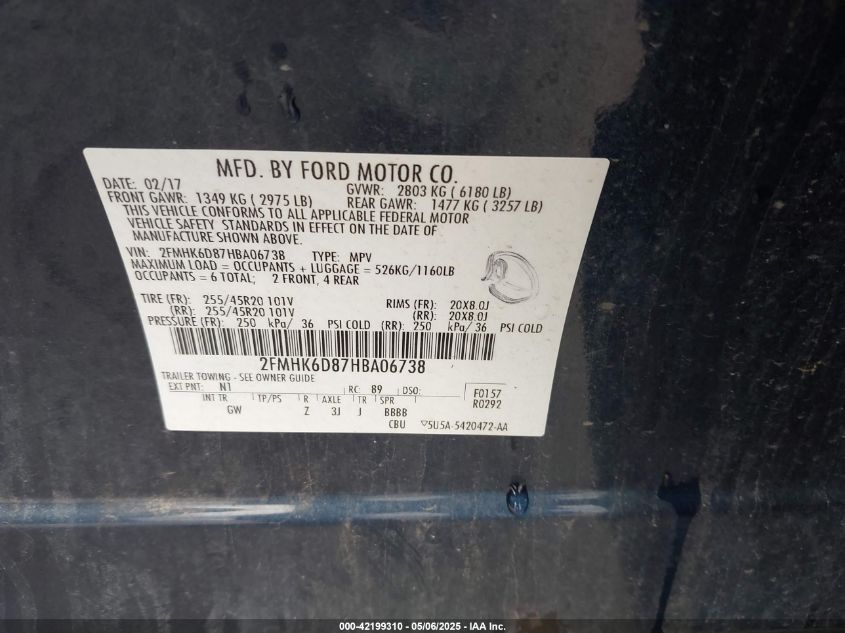 MFD. BY FORD MOTOR CO.
DATE: 02/17 GVWR: 2803 KG ( 6180 LB)
FRONT GAWR: 1349 KG ( 2975 LB) REAR GAWR: 1477 KG ( 3257 LB)
THIS VEHICLE CONFORMS TO ALL APPLICABLE FEDERAL MOTOR
VEHICLE SAFETY STANDARDS IN EFFECT ON THE DATE OF
MANUFACTURE SHOWN ABOVE.
VIN: 2FMHK6D87HBA06738 TYPE: MPV
MAXIMUM LOAD = OCCUPANTS + LUGGAGE = 526KG/1160LB
OCCUPANTS = 6 TOTAL; 2 FRONT, 4 REAR
TIRE (FR): 255/45R20 101V RIMS (FR): 20X8.0J
(RR): 255/45R20 101V (RR): 20X8.0J
PRESSURE (FR): 250 kPa/ 36 PSI COLD (RR): 250 kPa/ 36 PSI COLD
2FMHK6D87HBA06738
TRAILER TOWING - SEE OWNER GUIDE
EXT PNT: N1 RC: 89 DSO: F0157
R0292
INT TR TP/PS R AXLE TR SPR
GW Z 3J J BBBB
CBU ▽5U5A-5420472-AA
000-42199310 - 05/06/2025 - IAA Inc.